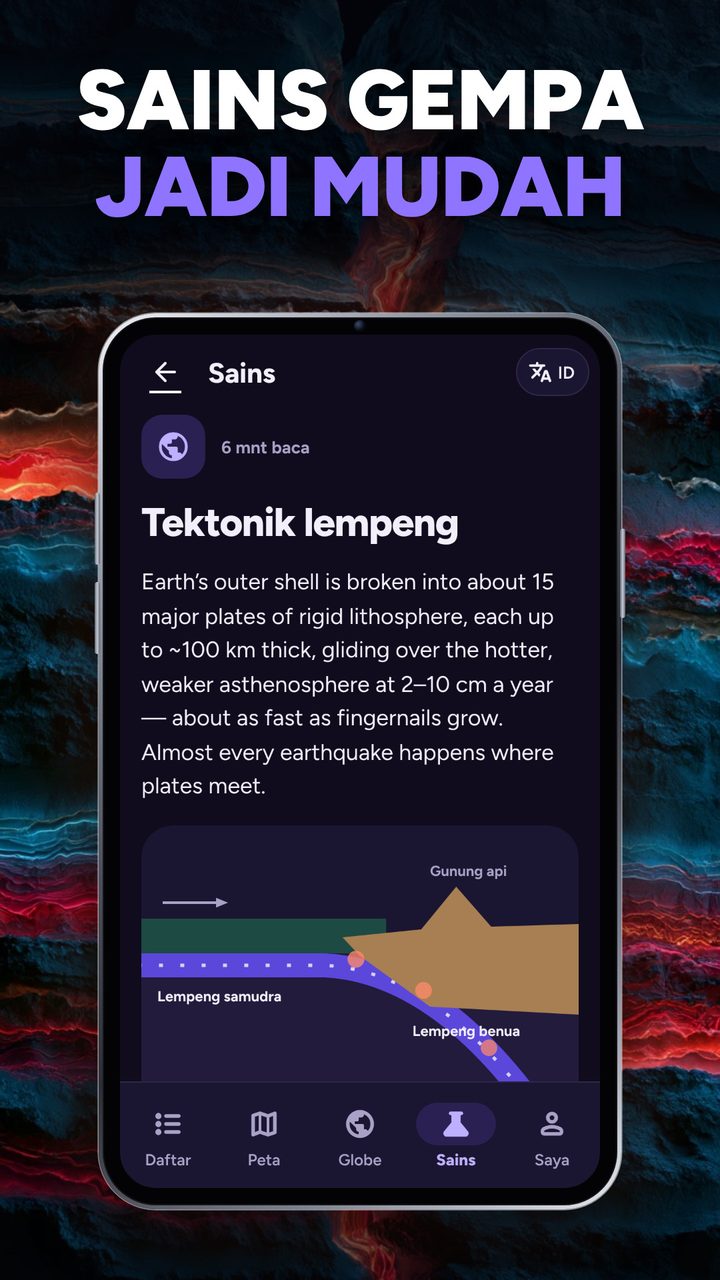 SAINS GEMPA
JADI MUDAH
Sains
ID
6 mnt baca
Tektonik lempeng
Earth’s outer shell is broken into about 15
major plates of rigid lithosphere, each up
to ~100 km thick, gliding over the hotter,
weaker asthenosphere at 2–10 cm a year
— about as fast as fingernails grow.
Almost every earthquake happens where
plates meet.
Gunung api
Lempeng samudra
Lempeng benua
Daftar
Peta
Globe
Sains
Saya